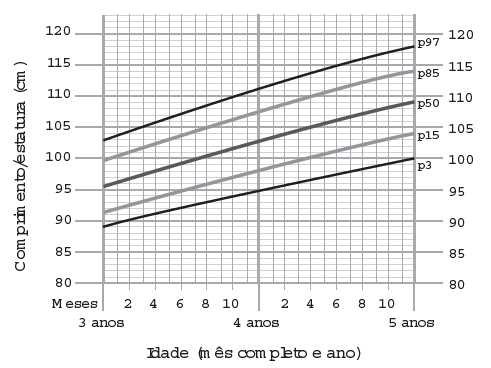 120 120
p97
115 115
p85
110 110
p50
105 105
p15
100 100
p3
95 95
90 90
85 85
80 80
Comprimento/estatura (cm)
Meses 2 4 6 8 10 2 4 6 8 10
3 anos 4 anos 5 anos
Idade (mês completo e ano)